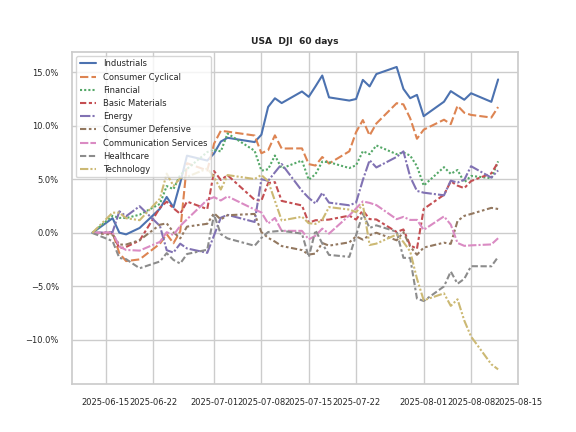 USA DJI 60 days
Industrials
Consumer Cyclical
Financial
Basic Materials
Energy
Consumer Defensive
Communication Services
Healthcare
Technology
15.0%
10.0%
5.0%
0.0%
−5.0%
−10.0%
2025-06-15
2025-06-22
2025-07-01
2025-07-08
2025-07-15
2025-07-22
2025-08-01
2025-08-08
2025-08-15